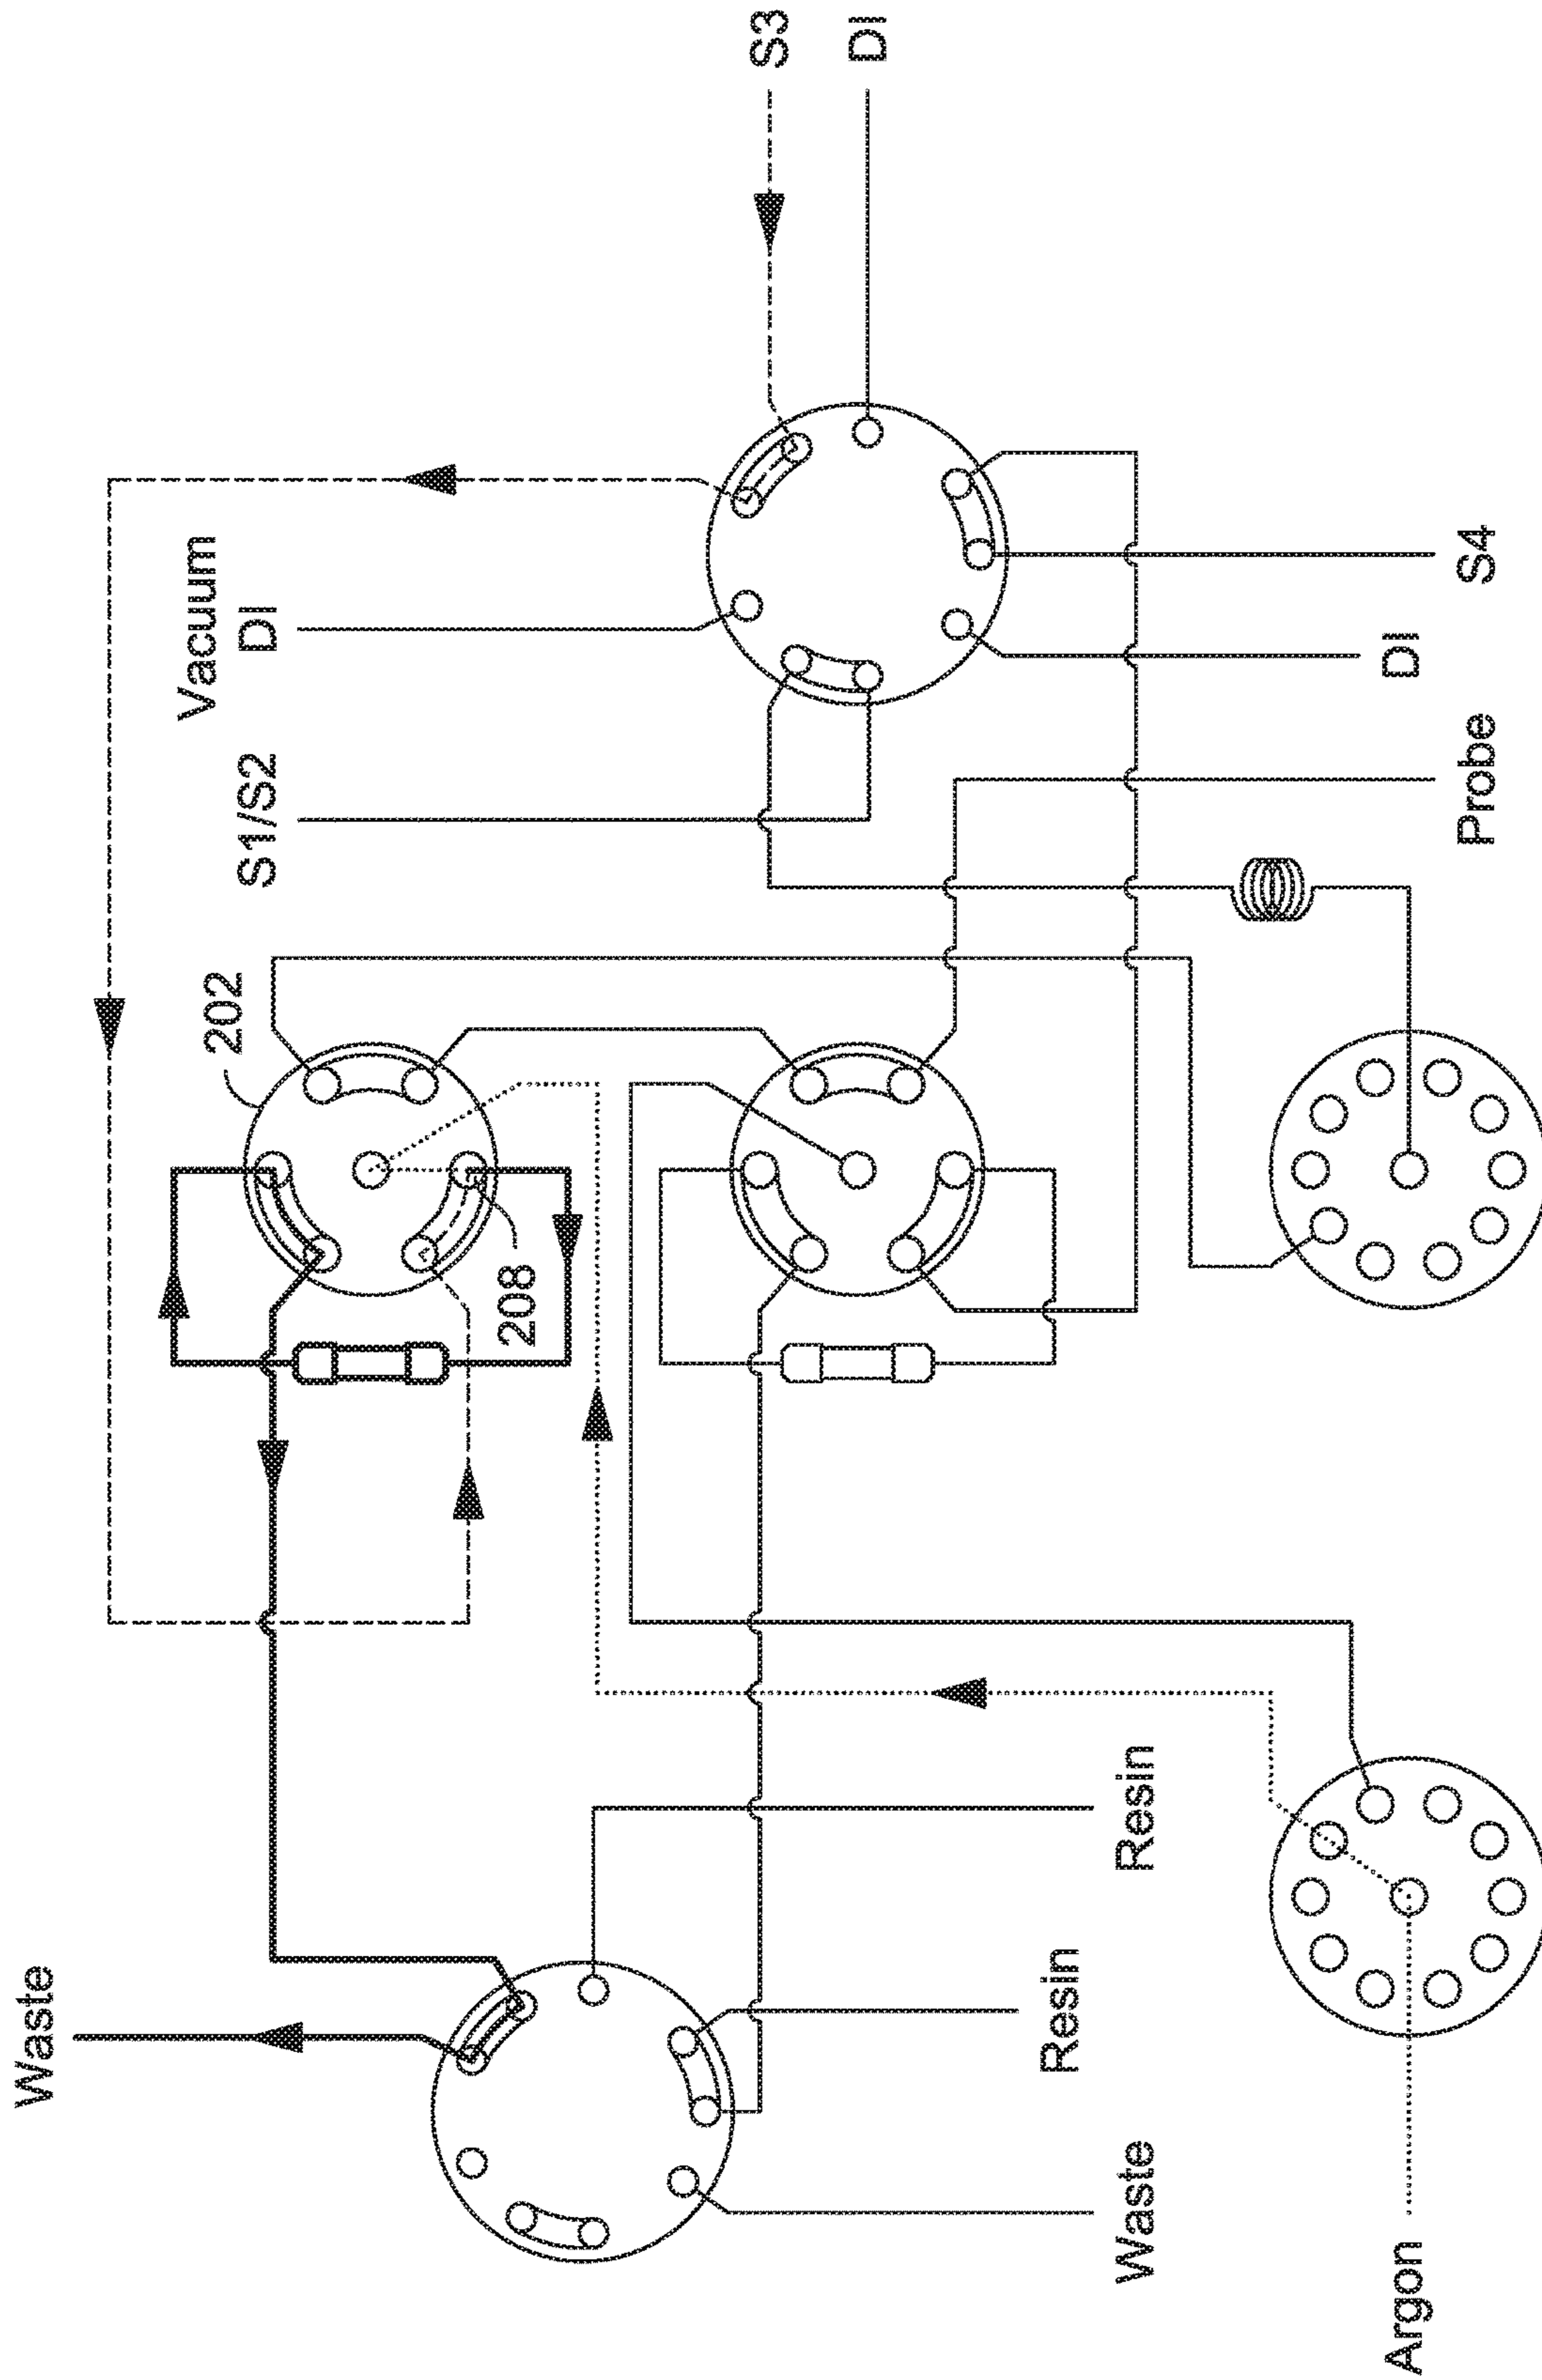 Waste
Vacuum
202
S1/S2
DI
208
S3
DI
Resin
Waste
Resin
Argon
DI
Probe
S4